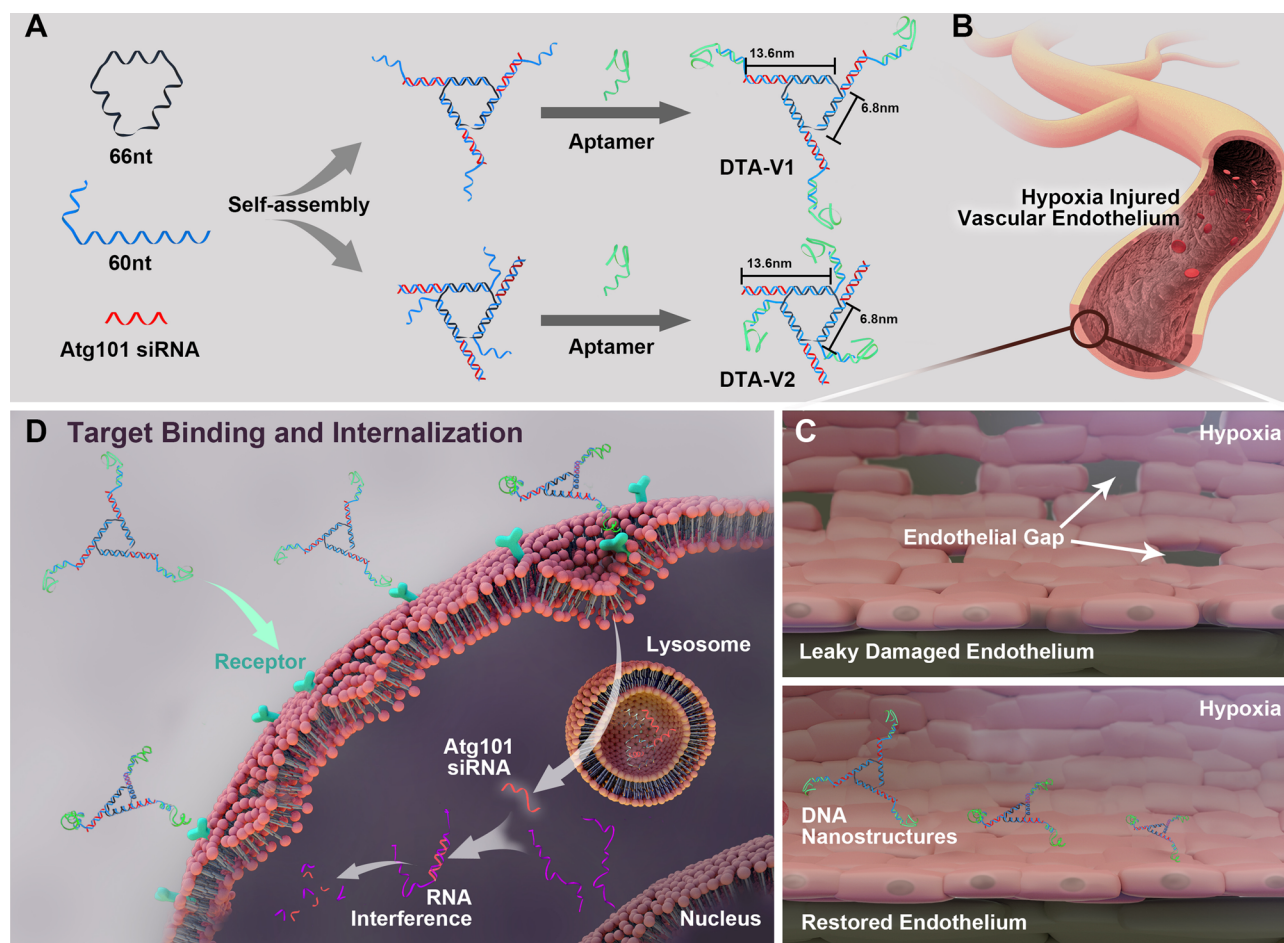 A
66nt
60nt
Atg101 siRNA
Self-assembly
Aptamer
13.6nm
6.8nm
DTA-V1
Aptamer
13.6nm
6.8nm
DTA-V2
B
Hypoxia Injured
Vascular Endothelium
D Target Binding and Internalization
Receptor
Lysosome
Atg101
siRNA
RNA
Interference
Nucleus
C
Hypoxia
Endothelial Gap
Leaky Damaged Endothelium
Hypoxia
DNA
Nanostructures
Restored Endothelium